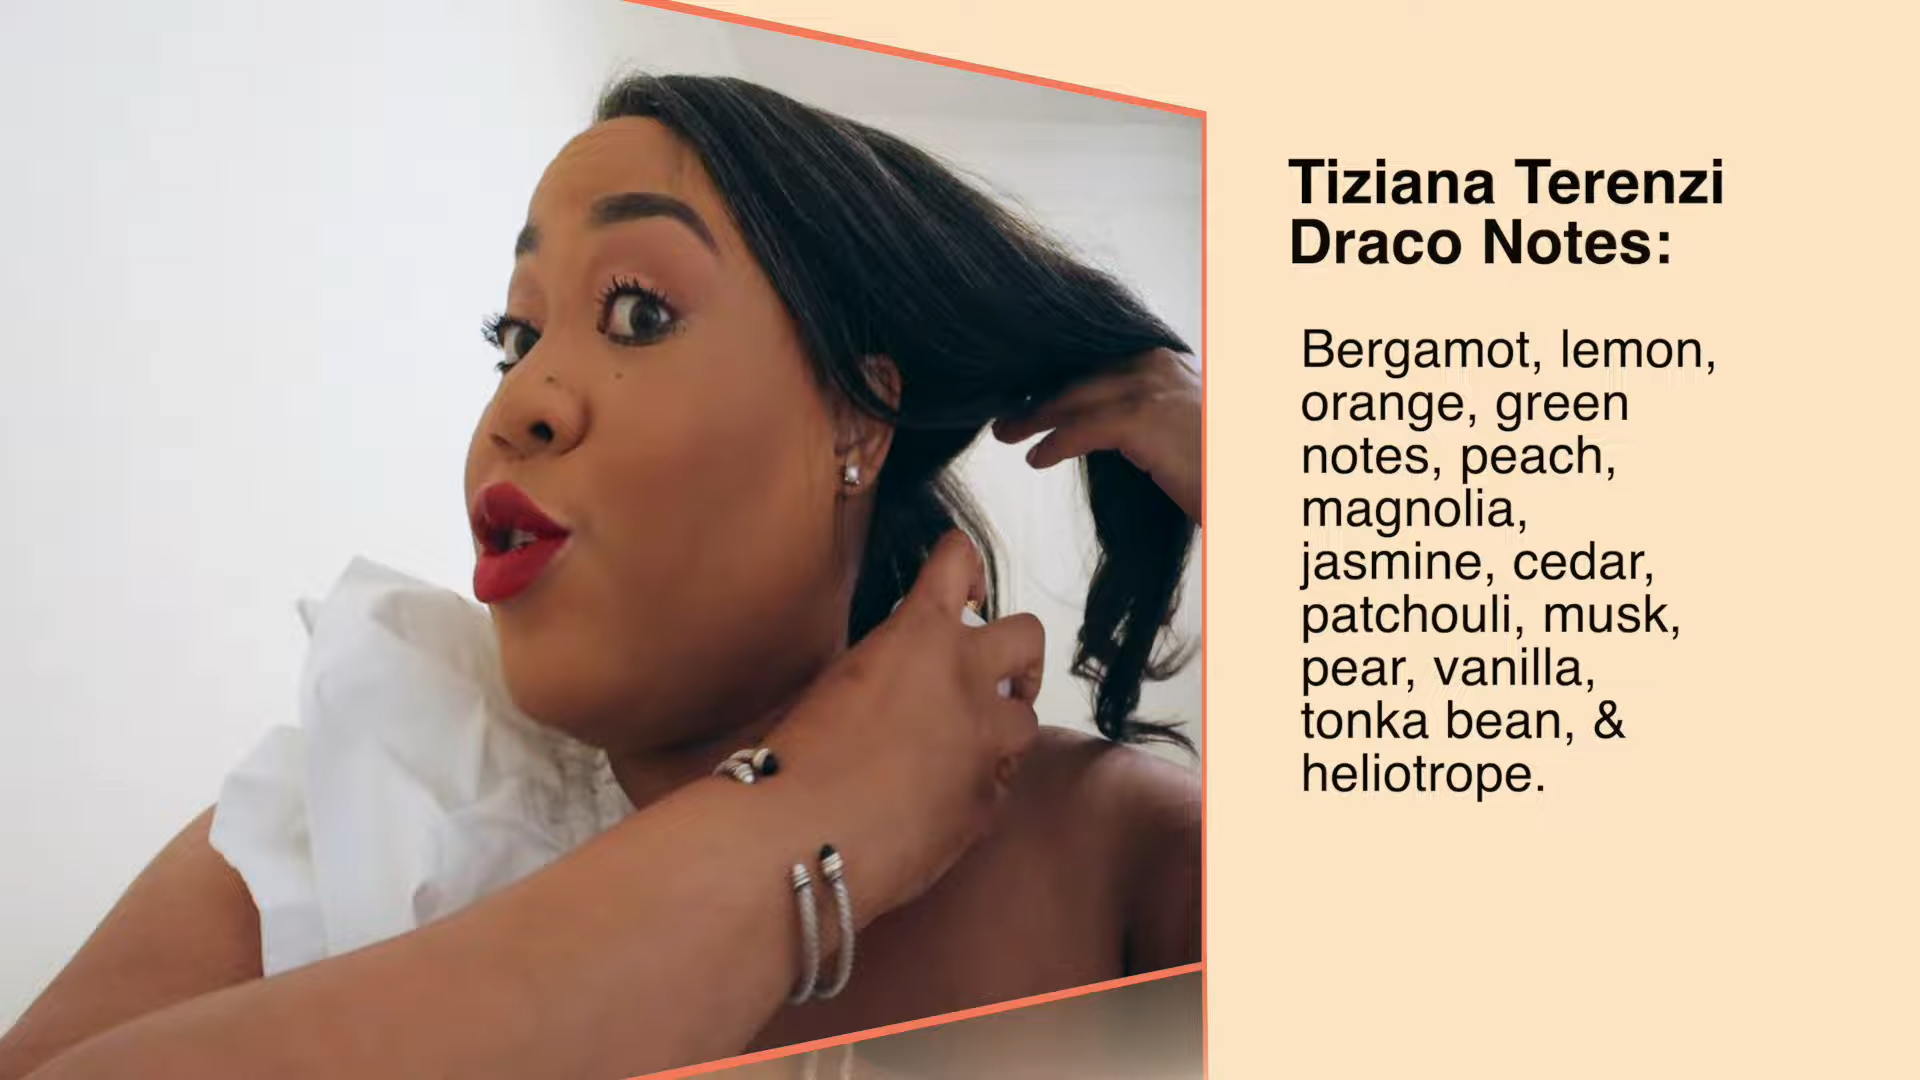 Tiziana Terenzi
Draco Notes:
Bergamot, lemon,
orange, green
notes, peach,
magnolia,
jasmine, cedar,
patchouli, musk,
pear, vanilla,
tonka bean, &
heliotrope.